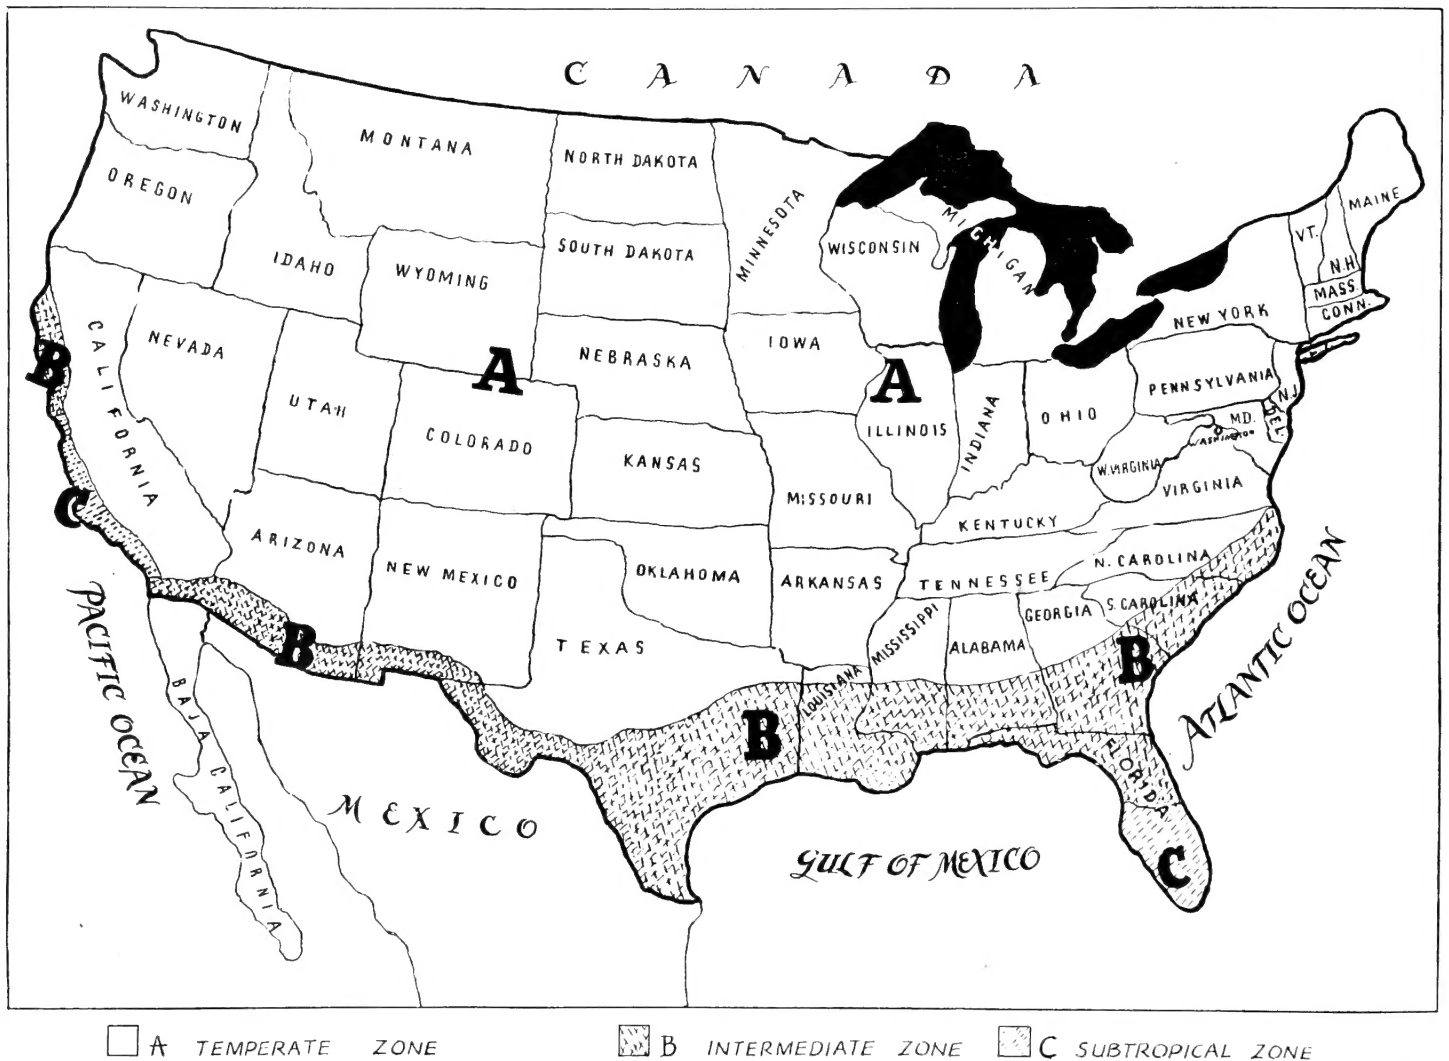 CANADA
WASHINGTON
MONTANA
NORTH DAKOTA
MINNESOTA
MICHIGAN
MAINE
OREGON
IDAHO
WYOMING
SOUTH DAKOTA
WISCONSIN
VT.
N.H
MASS.
CONN.
NEW YORK
CALIFORNIA
NEVADA
B
A
NEBRASKA
IOWA
A
PENNSYLVANIA
N.J.
UTAH
COLORADO
ILLINOIS
INDIANA
OHIO
MD.
DEL.
WASHINGTON
KANSAS
W.VIRGINIA
VIRGINIA
C
MISSOURI
KENTUCKY
ARIZONA
NEW MEXICO
OKLAHOMA
ARKANSAS
TENNESSEE
N. CAROLINA
S. CAROLINA
GEORGIA
PACIFIC OCEAN
ATLANTIC OCEAN
B
TEXAS
MISSISSIPPI
ALABAMA
LOUISIANA
B
B
FLORIDA
BAJA CALIFORNIA
MEXICO
GULF OF MEXICO
C
A TEMPERATE ZONE
B INTERMEDIATE ZONE
C SUBTROPICAL ZONE